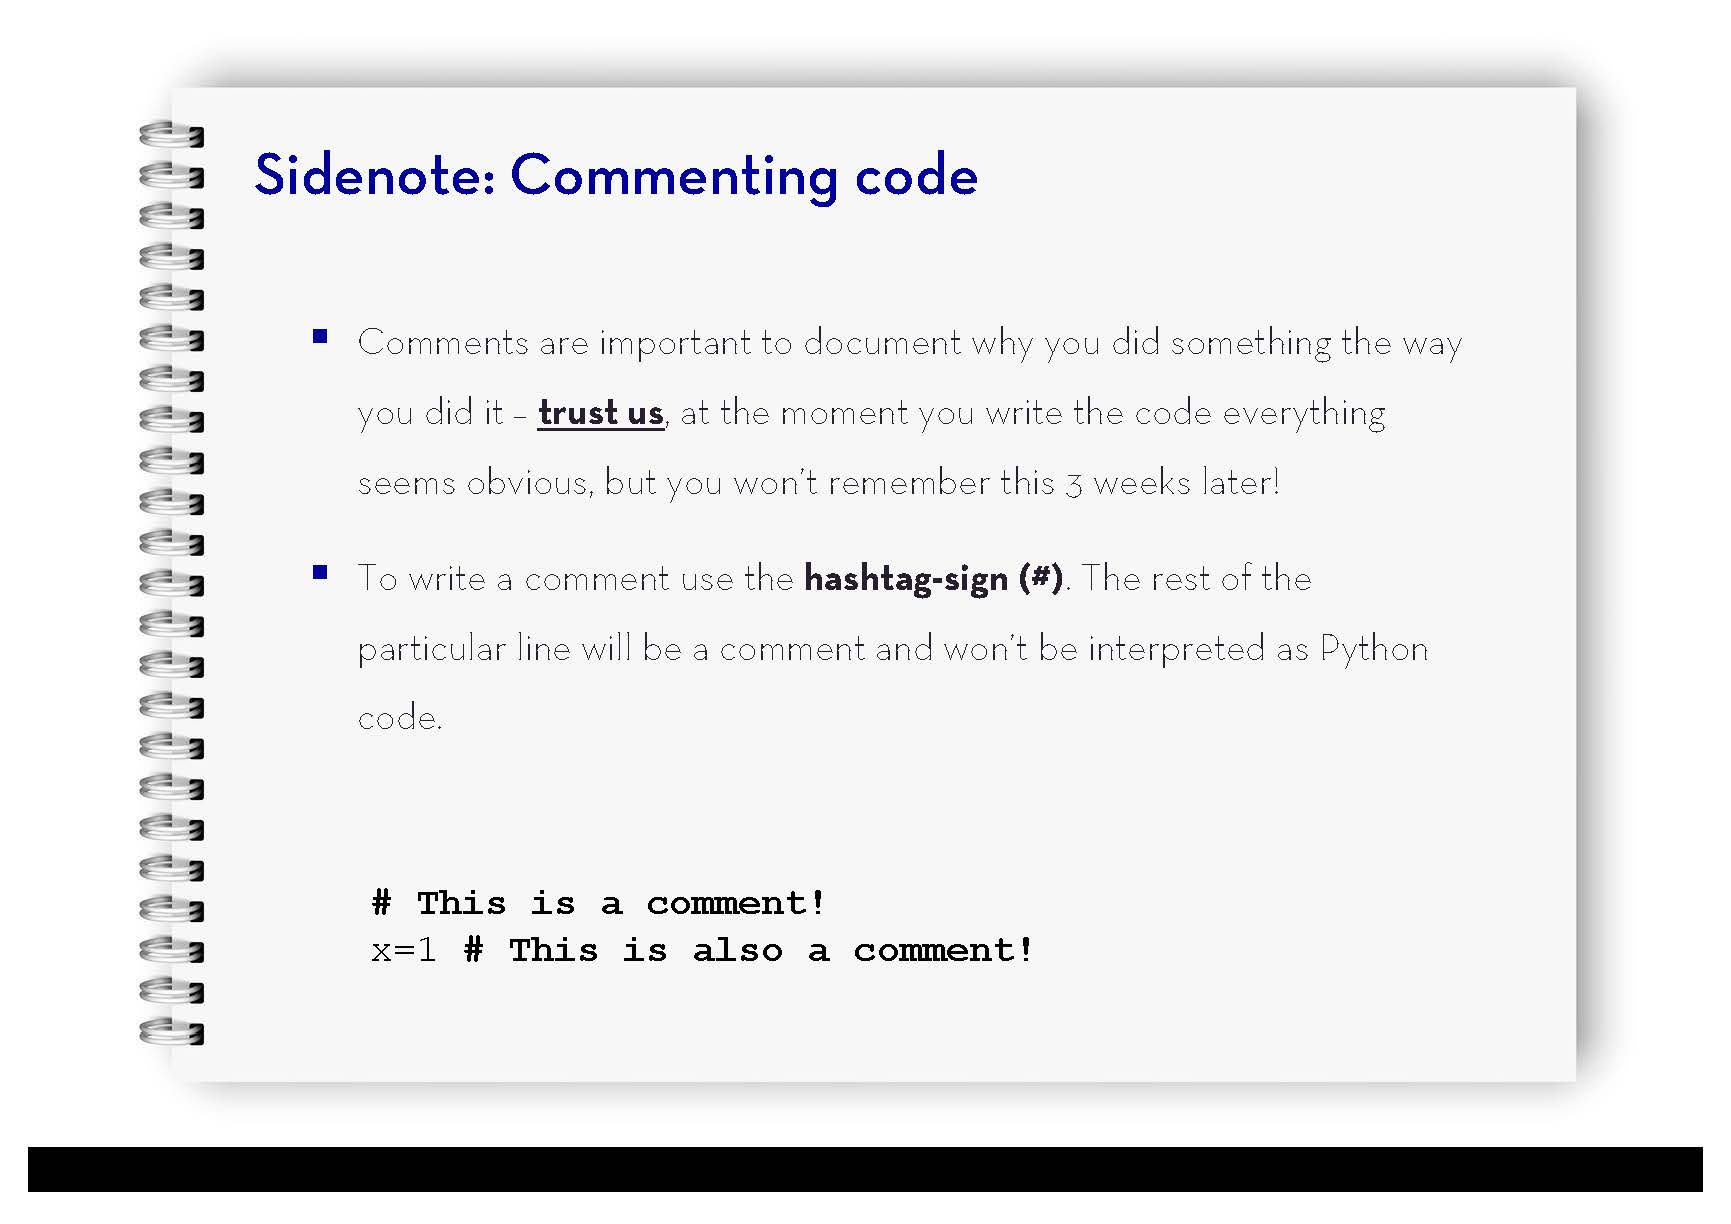 Sidenote: Commenting code
▪ Comments are important to document why you did something the way
you did it – trust us, at the moment you write the code everything
seems obvious, but you won't remember this 3 weeks later!
▪ To write a comment use the hashtag-sign (#). The rest of the
particular line will be a comment and won't be interpreted as Python
code.
# This is a comment!
x=1 # This is also a comment!